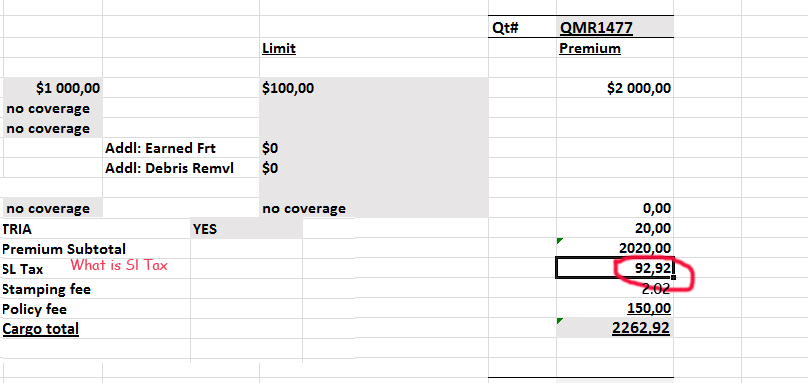 Qt# QMR1477
Limit Premium
$1 000,00 $100,00 $2 000,00
no coverage
no coverage
Addl: Earned Frt $0
Addl: Debris Remvl $0
no coverage no coverage 0,00
TRIA YES 20,00
Premium Subtotal 2020,00
SL Tax What is Sl Tax 92,92
Stamping fee 2.02
Policy fee 150,00
Cargo total 2262,92